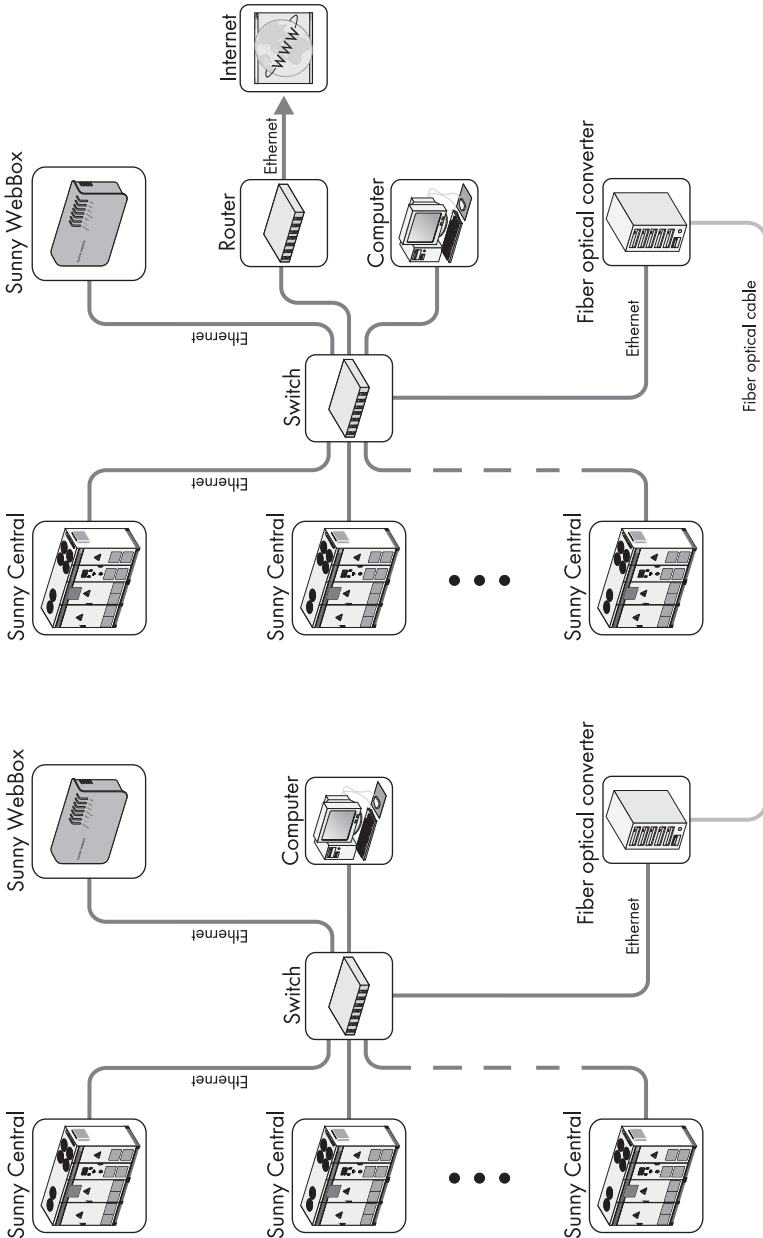 Sunny Central
Sunny WebBox
Sunny Central
Sunny WebBox
Ethernet
Ethernet
Ethernet
Ethernet
Router
Ethernet
Internet
WWW
Sunny Central
Switch
Computer
Sunny Central
Switch
Computer
Sunny Central
Fiber optical converter
Sunny Central
Fiber optical converter
Ethernet
Ethernet
Fiber optical cable